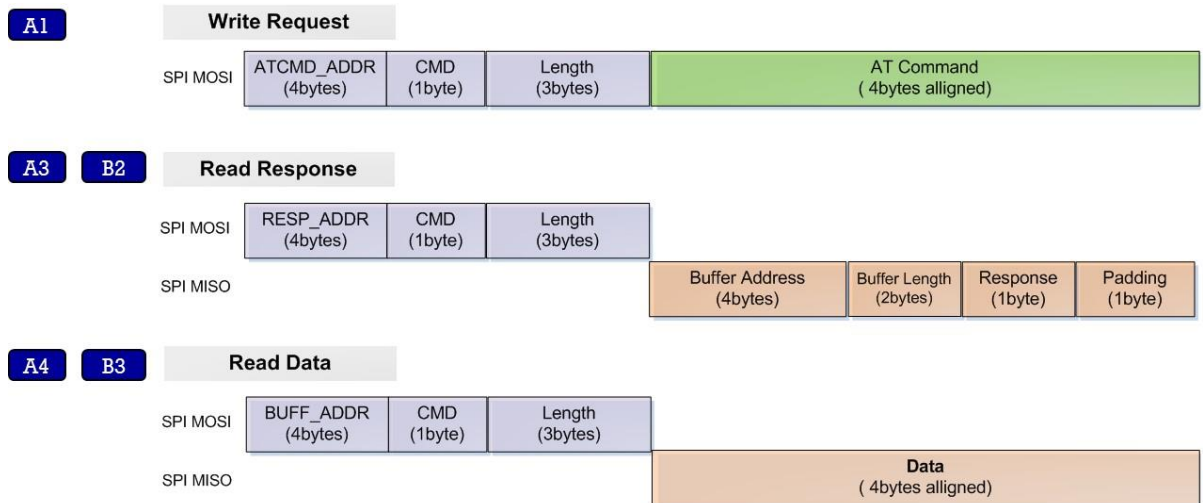 A1 Write Request
SPI MOSI ATCMD_ADDR CMD Length AT Command
(4bytes) (1byte) (3bytes) ( 4bytes alligned)
A3 B2 Read Response
SPI MOSI RESP_ADDR CMD Length
(4bytes) (1byte) (3bytes)
SPI MISO Buffer Address Buffer Length Response Padding
(4bytes) (2bytes) (1byte) (1byte)
A4 B3 Read Data
SPI MOSI BUFF_ADDR CMD Length
(4bytes) (1byte) (3bytes)
SPI MISO Data
( 4bytes alligned)